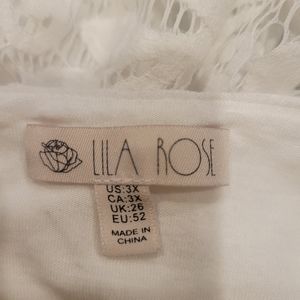 LILA ROSE
US:3X
CA:3X
UK:26
EU:52
MADE IN
CHINA